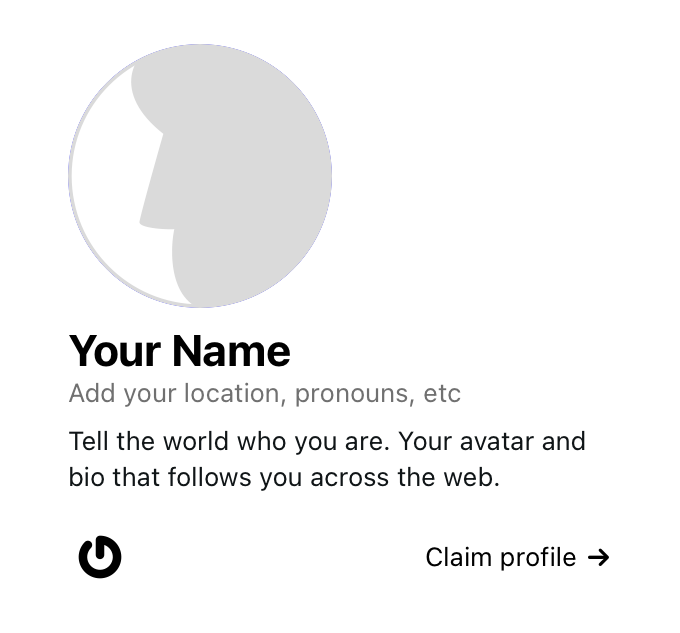 Your Name
Add your location, pronouns, etc
Tell the world who you are. Your avatar and
bio that follows you across the web.
Claim profile →